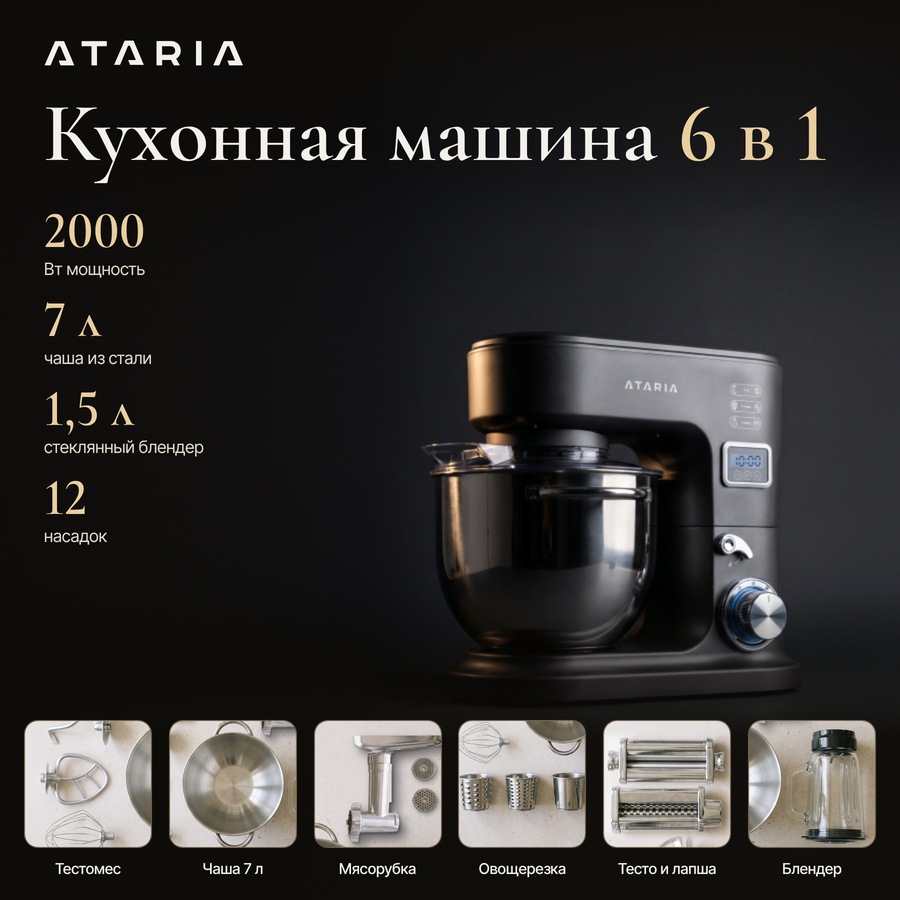 ATARIA
Кухонная машина 6 в 1
2000
Вт мощность
7 л
чаша из стали
1,5 л
стеклянный блендер
12
насадок
ATARIA
10:00
Тестомес
Чаша 7 л
Мясорубка
Овощерезка
Тесто и лапша
Блендер